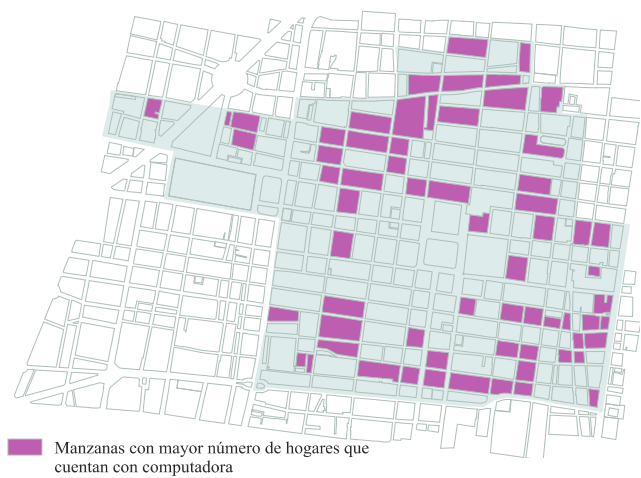 Manzanas con mayor número de hogares que
cuentan con computadora